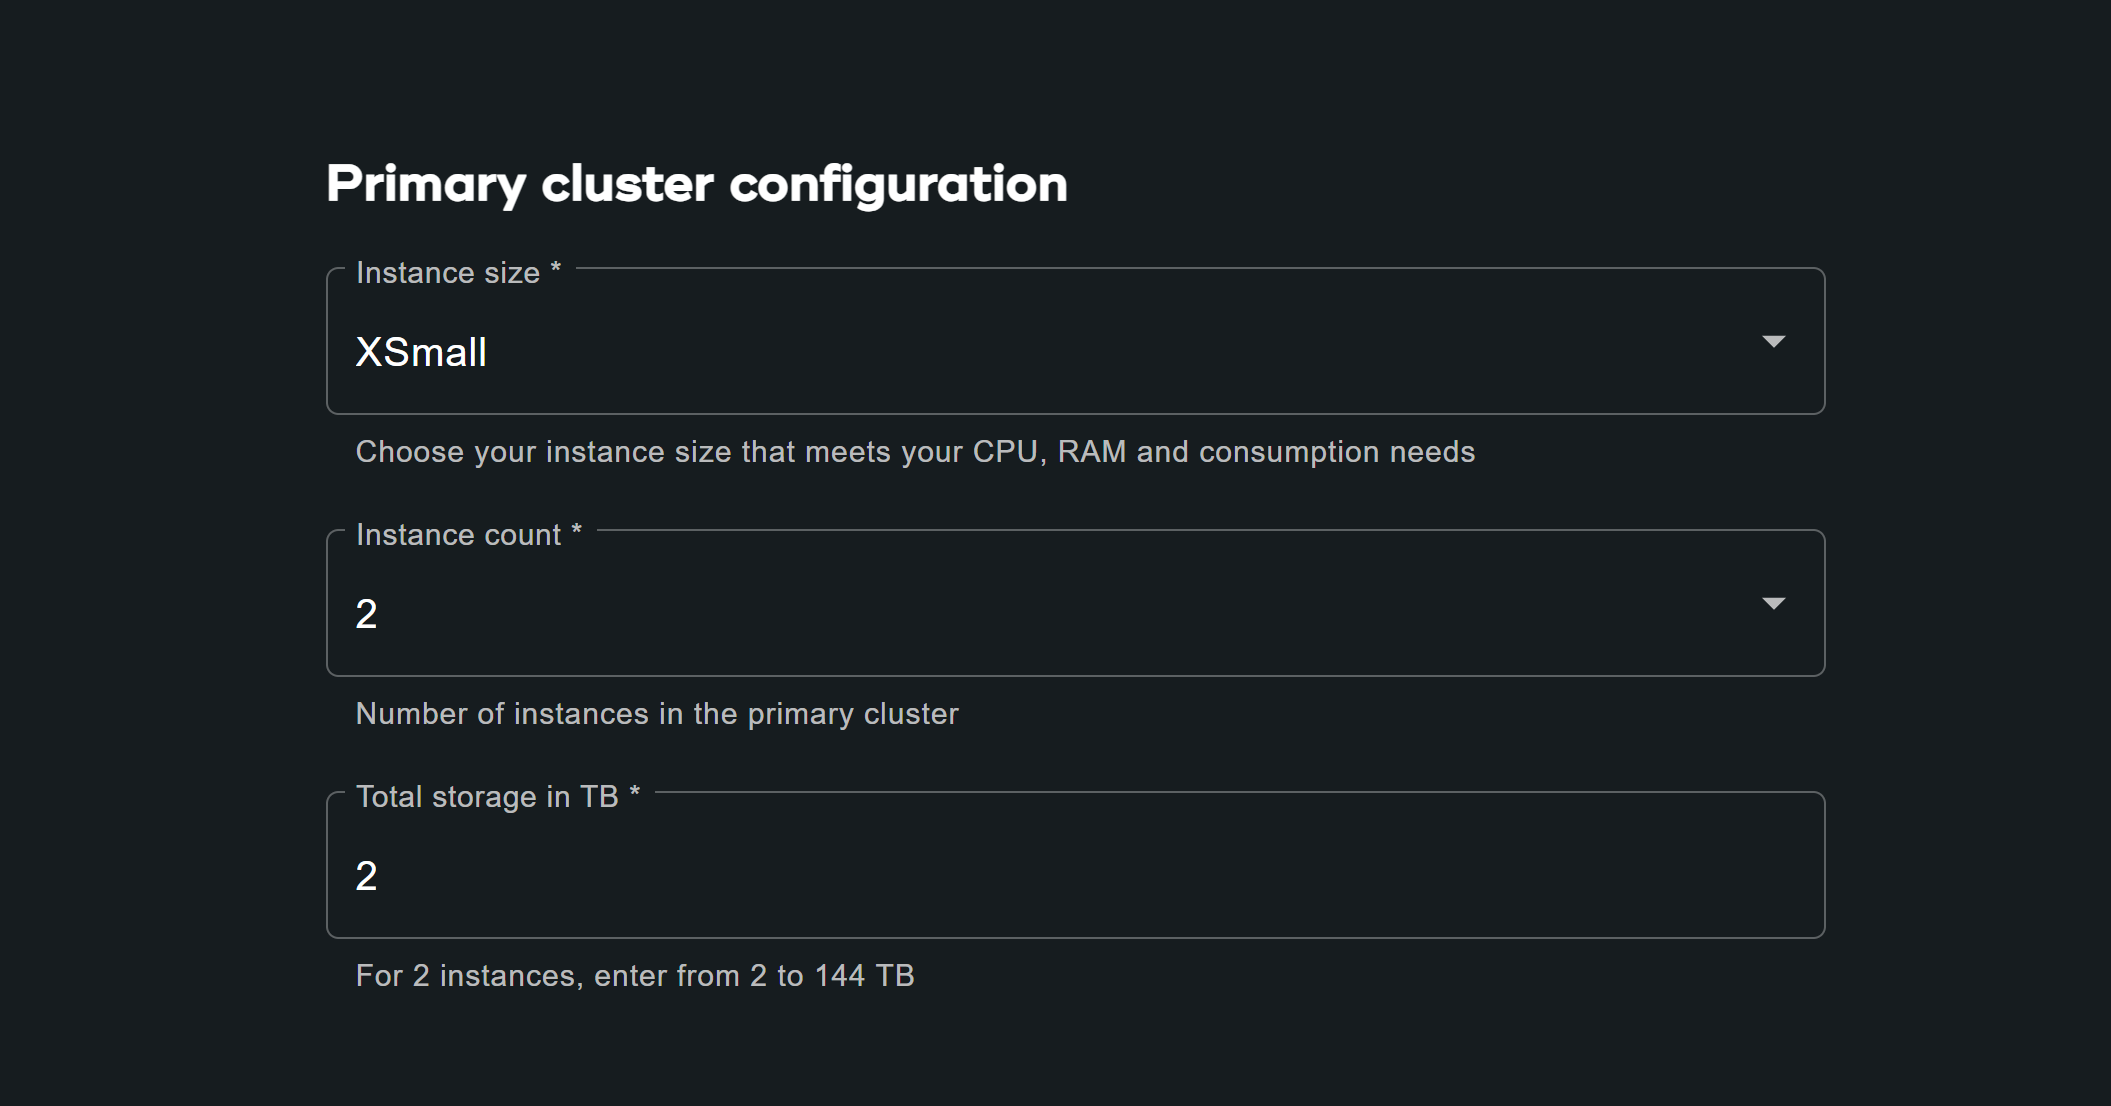 Primary cluster configuration
Instance size *
XSmall
Choose your instance size that meets your CPU, RAM and consumption needs
Instance count *
2
Number of instances in the primary cluster
Total storage in TB *
2
For 2 instances, enter from 2 to 144 TB